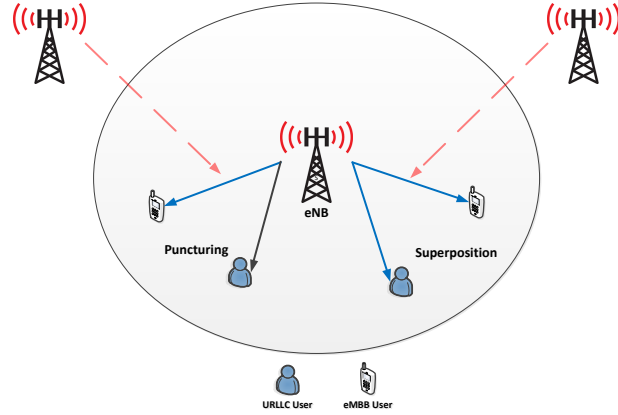 eNB
Puncturing
Superposition
URLLC User
eMBB User